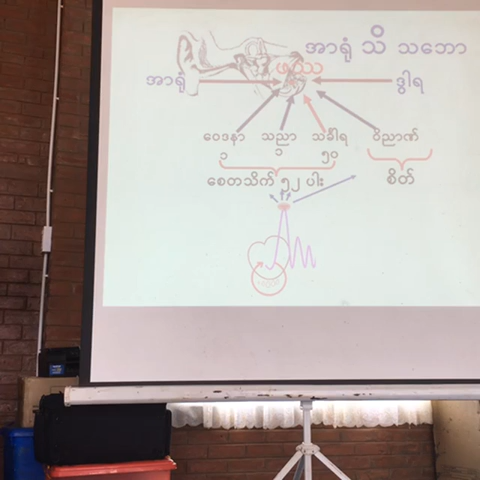 အာရုံ သိ သဘော
ဖဿ
အာရုံ ဒွါရ
ဝေဒနာ သညာ သင်္ခါရ ဝိညာဏ်
၁ ၁ ၅၀
စေတသိက် ၅၂ ပါး စိတ်